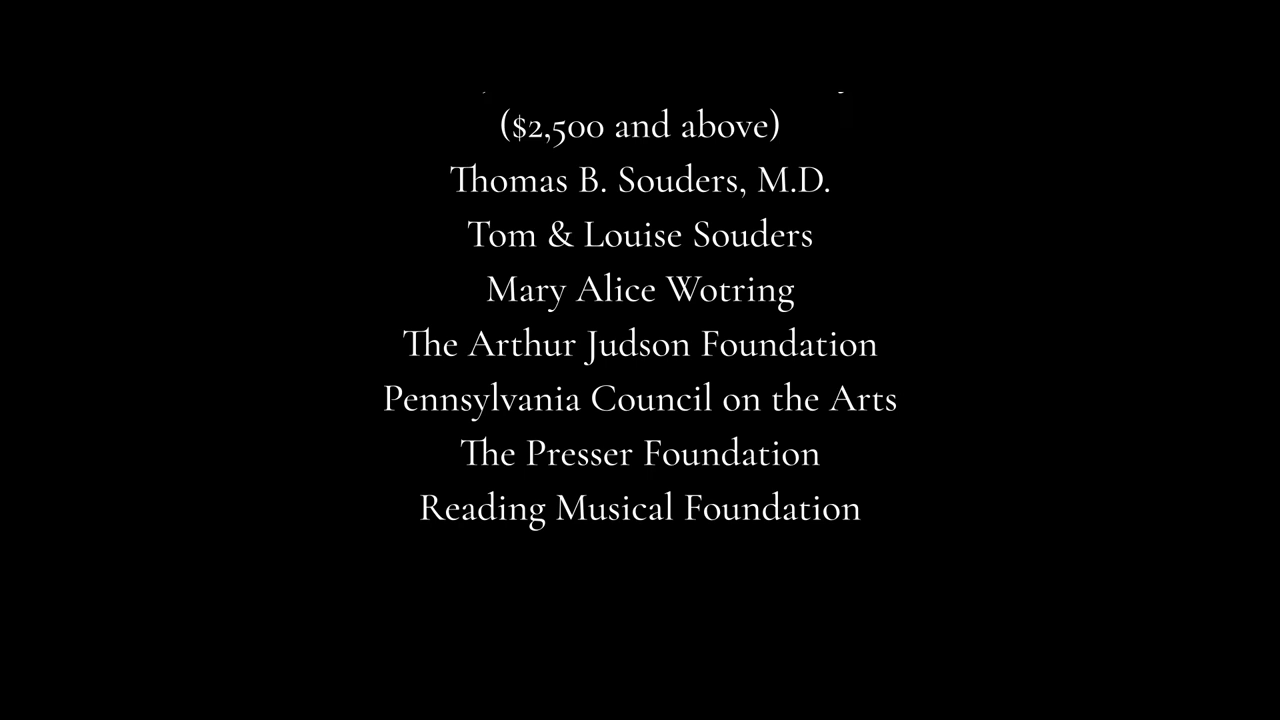 ($2,500 and above)
Thomas B. Souders, M.D.
Tom & Louise Souders
Mary Alice Wotring
The Arthur Judson Foundation
Pennsylvania Council on the Arts
The Presser Foundation
Reading Musical Foundation